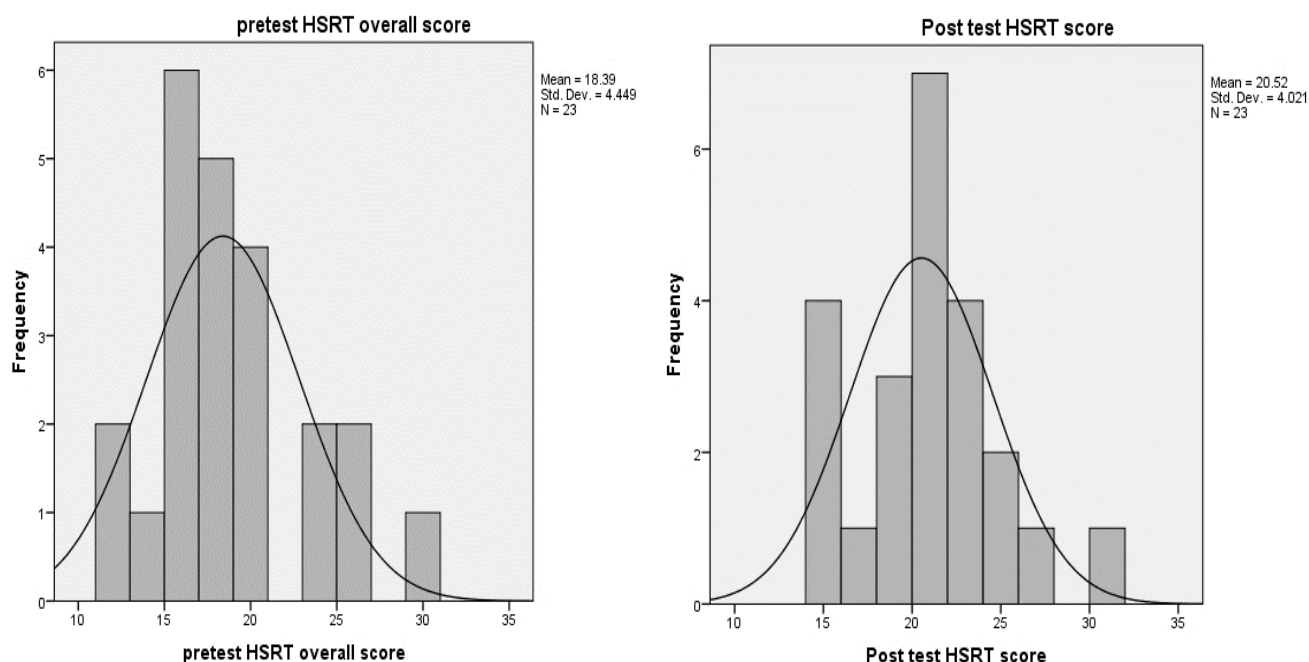 pretest HSRT overall score
Mean = 18.39
Std. Dev. = 4.449
N = 23
Frequency
6
5
4
3
2
1
0
10 15 20 25 30 35
pretest HSRT overall score
Post test HSRT score
Mean = 20.52
Std. Dev. = 4.021
N = 23
Frequency
6
4
2
0
10 15 20 25 30 35
Post test HSRT score